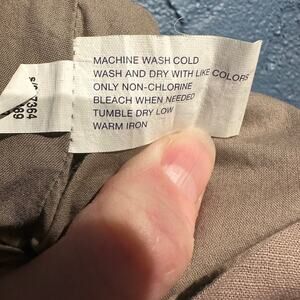 MACHINE WASH COLD
WASH AND DRY WITH LIKE COLORS
ONLY NON-CHLORINE
BLEACH WHEN NEEDED
TUMBLE DRY LOW
WARM IRON